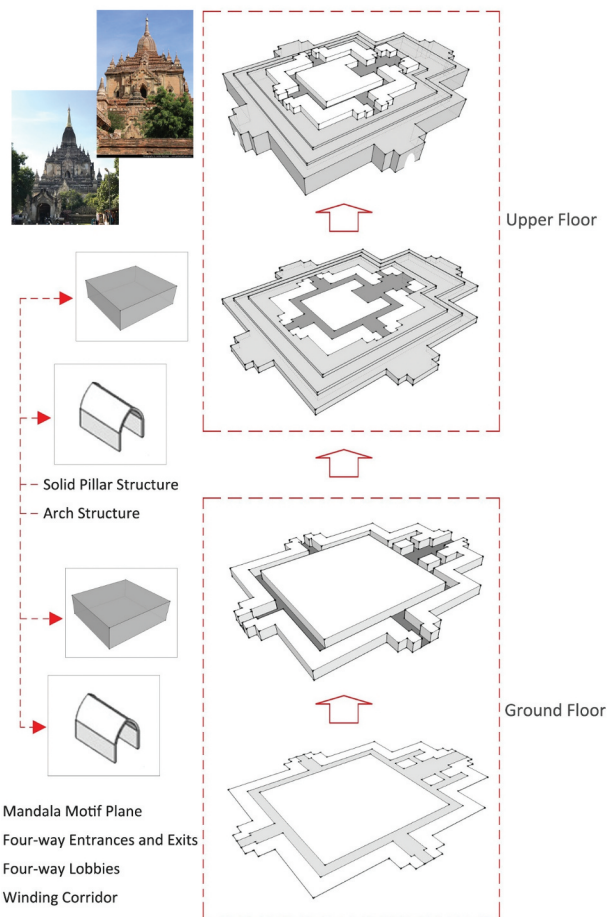 Upper Floor
Solid Pillar Structure
Arch Structure
Ground Floor
Mandala Motif Plane
Four-way Entrances and Exits
Four-way Lobbies
Winding Corridor